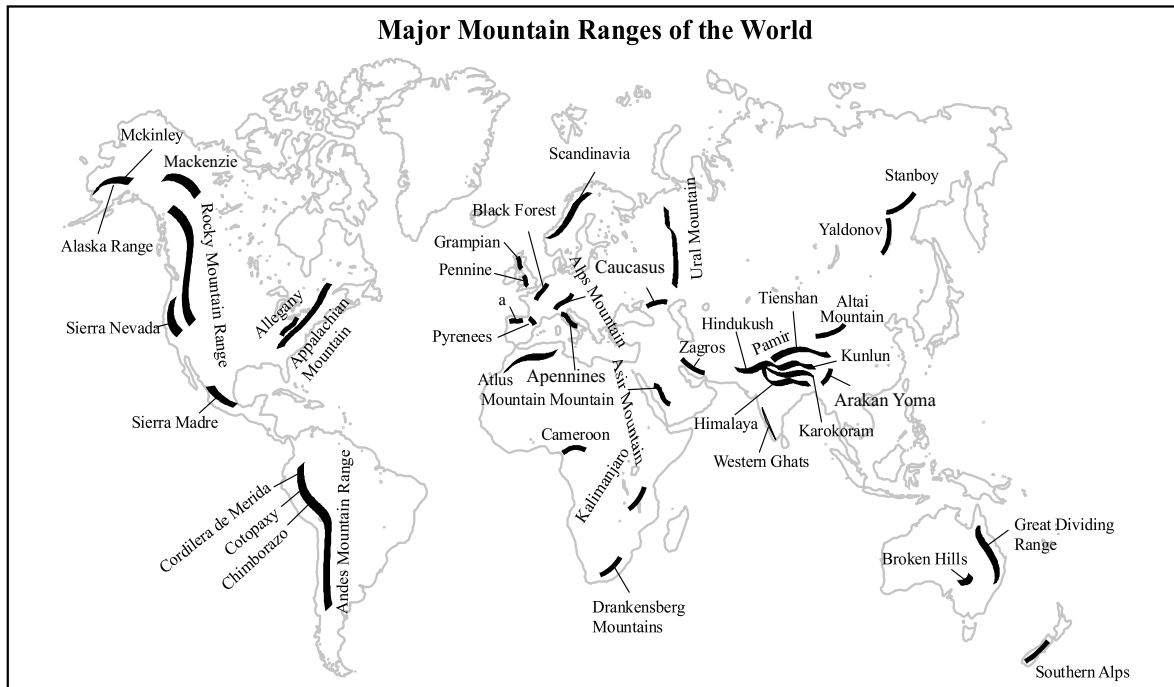 Major Mountain Ranges of the World
Mckinley
Mackenzie
Alaska Range
Rocky Mountain Range
Sierra Nevada
Allegany
Appalachian
Mountain
Sierra Madre
Cordilera de Merida
Cotopaxy
Chimborazo
Andes Mountain Range
Scandinavia
Black Forest
Grampian
Pennine
a
Pyrenees
Alps Mountain
Caucasus
Ural Mountain
Atlus
Mountain
Apennines
Mountain
Asir Mountain
Zagros
Cameroon
Kalimanjaro
Drankensberg
Mountains
Stanboy
Yaldonov
Tienshan
Altai
Mountain
Hindukush
Pamir
Kunlun
Arakan Yoma
Himalaya
Karokoram
Western Ghats
Great Dividing
Range
Broken Hills
Southern Alps